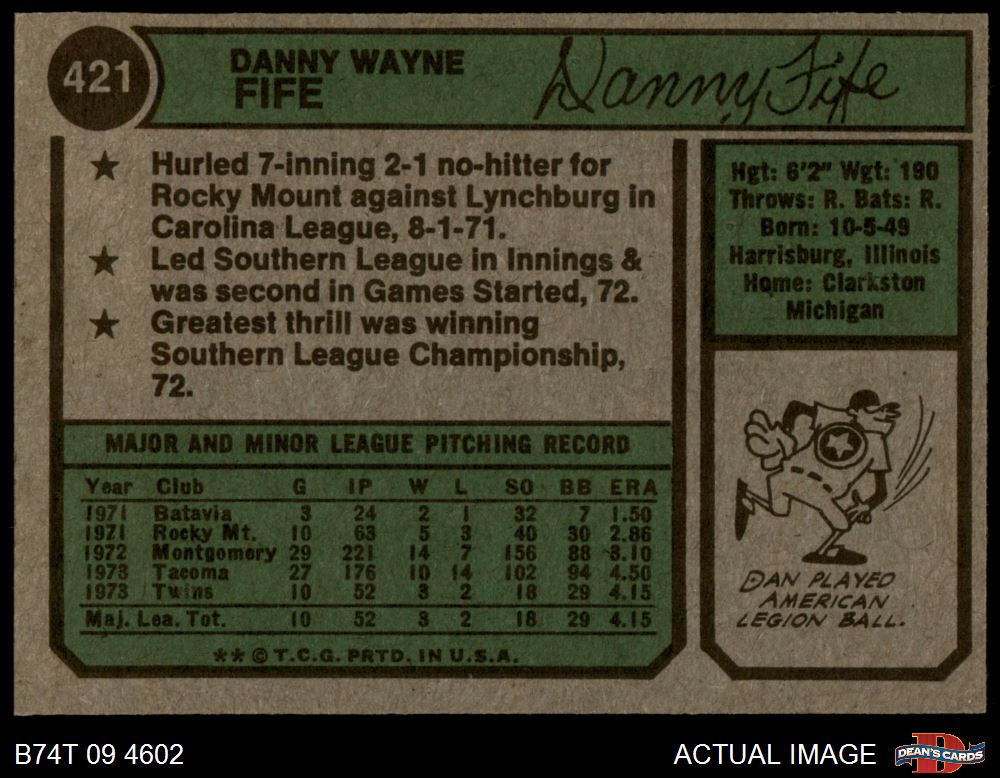 421
DANNY WAYNE
FIFE
Danny Fife
★ Hurled 7-inning 2-1 no-hitter for
Rocky Mount against Lynchburg in
Carolina League, 8-1-71.
★ Led Southern League in Innings &
was second in Games Started, 72.
★ Greatest thrill was winning
Southern League Championship,
72.
Hgt: 6'2" Wgt: 190
Throws: R. Bats: R.
Born: 10-5-49
Harrisburg, Illinois
Home: Clarkston
Michigan
MAJOR AND MINOR LEAGUE PITCHING RECORD
Year Club G IP W L SO BB ERA
1971 Batavia 3 24 2 1 32 7 1.50
1971 Rocky Mt. 10 63 5 3 40 30 2.86
1972 Montgomery 29 221 14 7 156 88 3.10
1973 Tacoma 27 176 10 14 102 94 4.50
1973 Twins 10 52 3 2 18 29 4.15
Maj. Lea. Tot. 10 52 3 2 18 29 4.15
** © T.C.G. PRTD. IN U.S.A.
DAN PLAYED
AMERICAN
LEGION BALL.
B74T 09 4602
ACTUAL IMAGE
D
DEAN'S CARDS